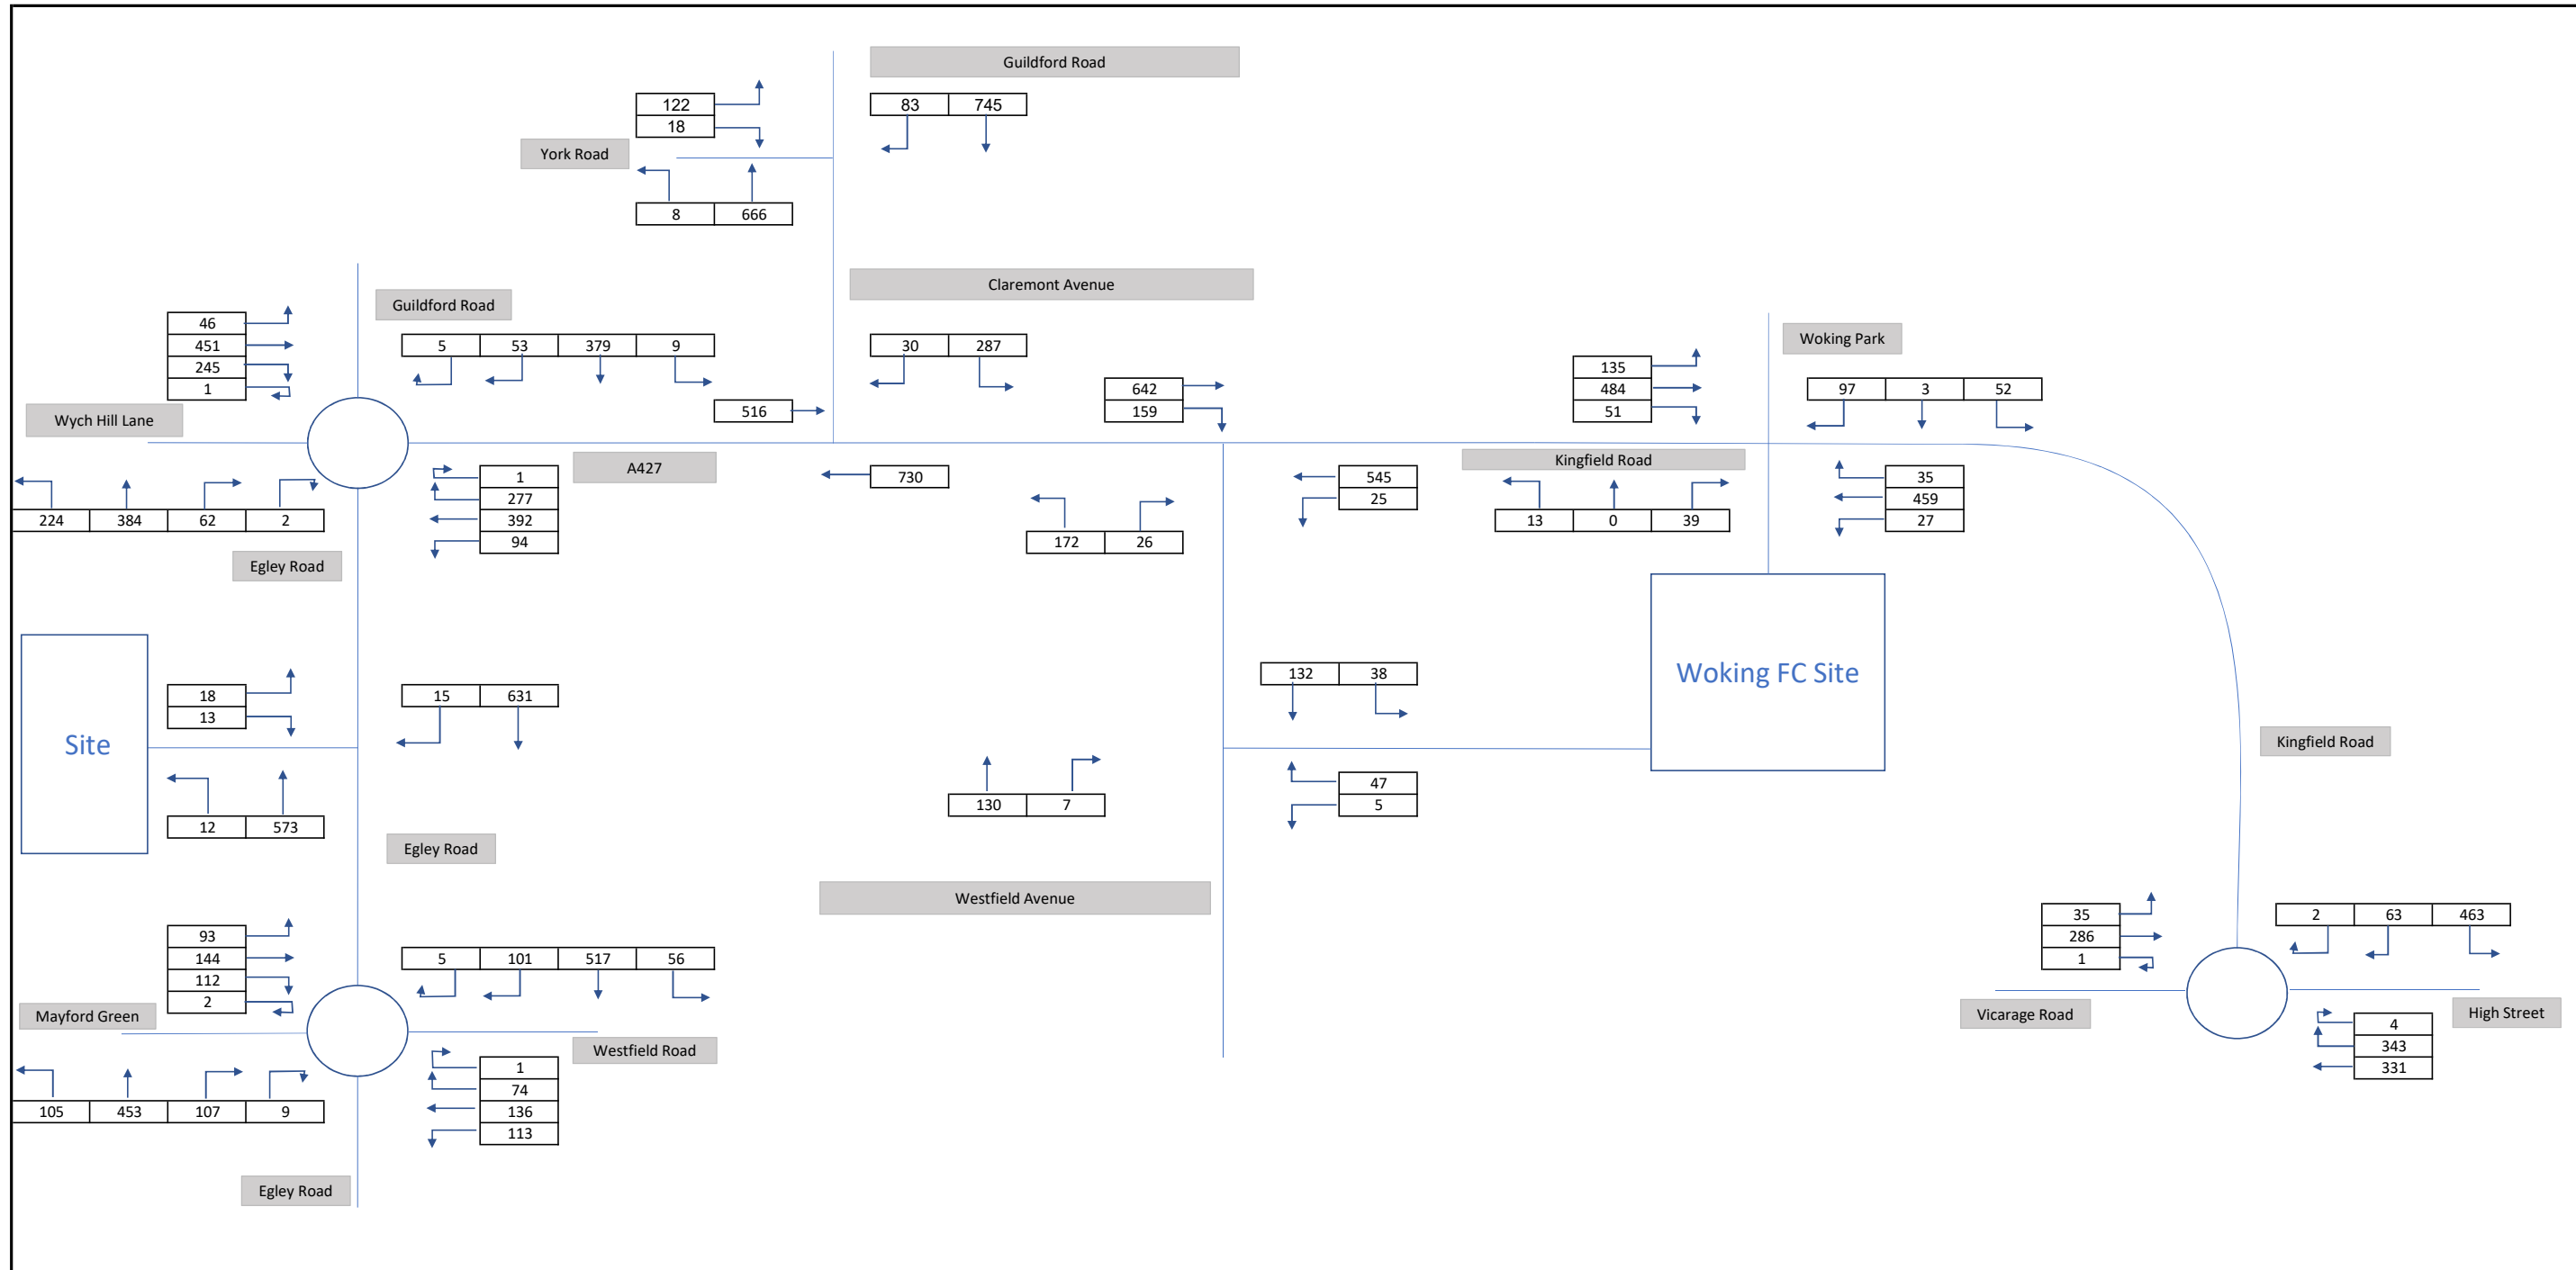 Guildford Road
122
18
83 745
York Road
8 666
Claremont Avenue
Guildford Road
46
451
245
1
5 53 379 9
30 287
Woking Park
135
484
51
642
159
97 3 52
516
Wych Hill Lane
A427
1
277
392
94
730
545
25
Kingfield Road
35
459
27
224 384 62 2
13 0 39
172 26
Egley Road
Site
18
13
15 631
132 38
Woking FC Site
Kingfield Road
12 573
130 7
47
5
Egley Road
Westfield Avenue
93
144
112
2
5 101 517 56
35
286
1
2 63 463
Mayford Green
Vicarage Road
High Street
Westfield Road
4
343
331
1
74
136
113
105 453 107 9
Egley Road